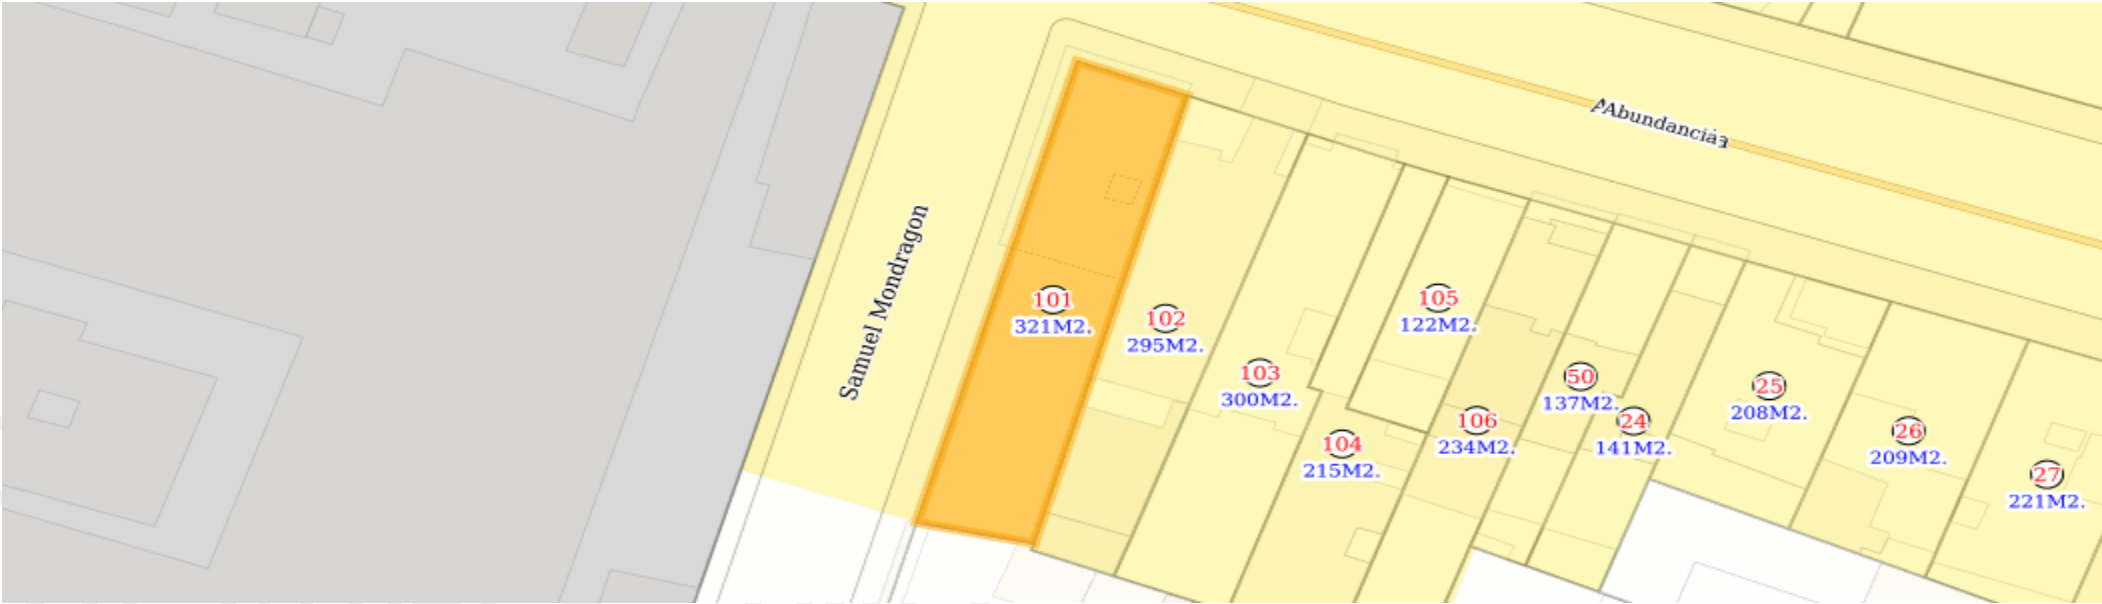 Abundancia
Samuel Mondragon
101
321M2.
102
295M2.
103
300M2.
104
215M2.
105
122M2.
106
234M2.
50
137M2.
24
141M2.
25
208M2.
26
209M2.
27
221M2.